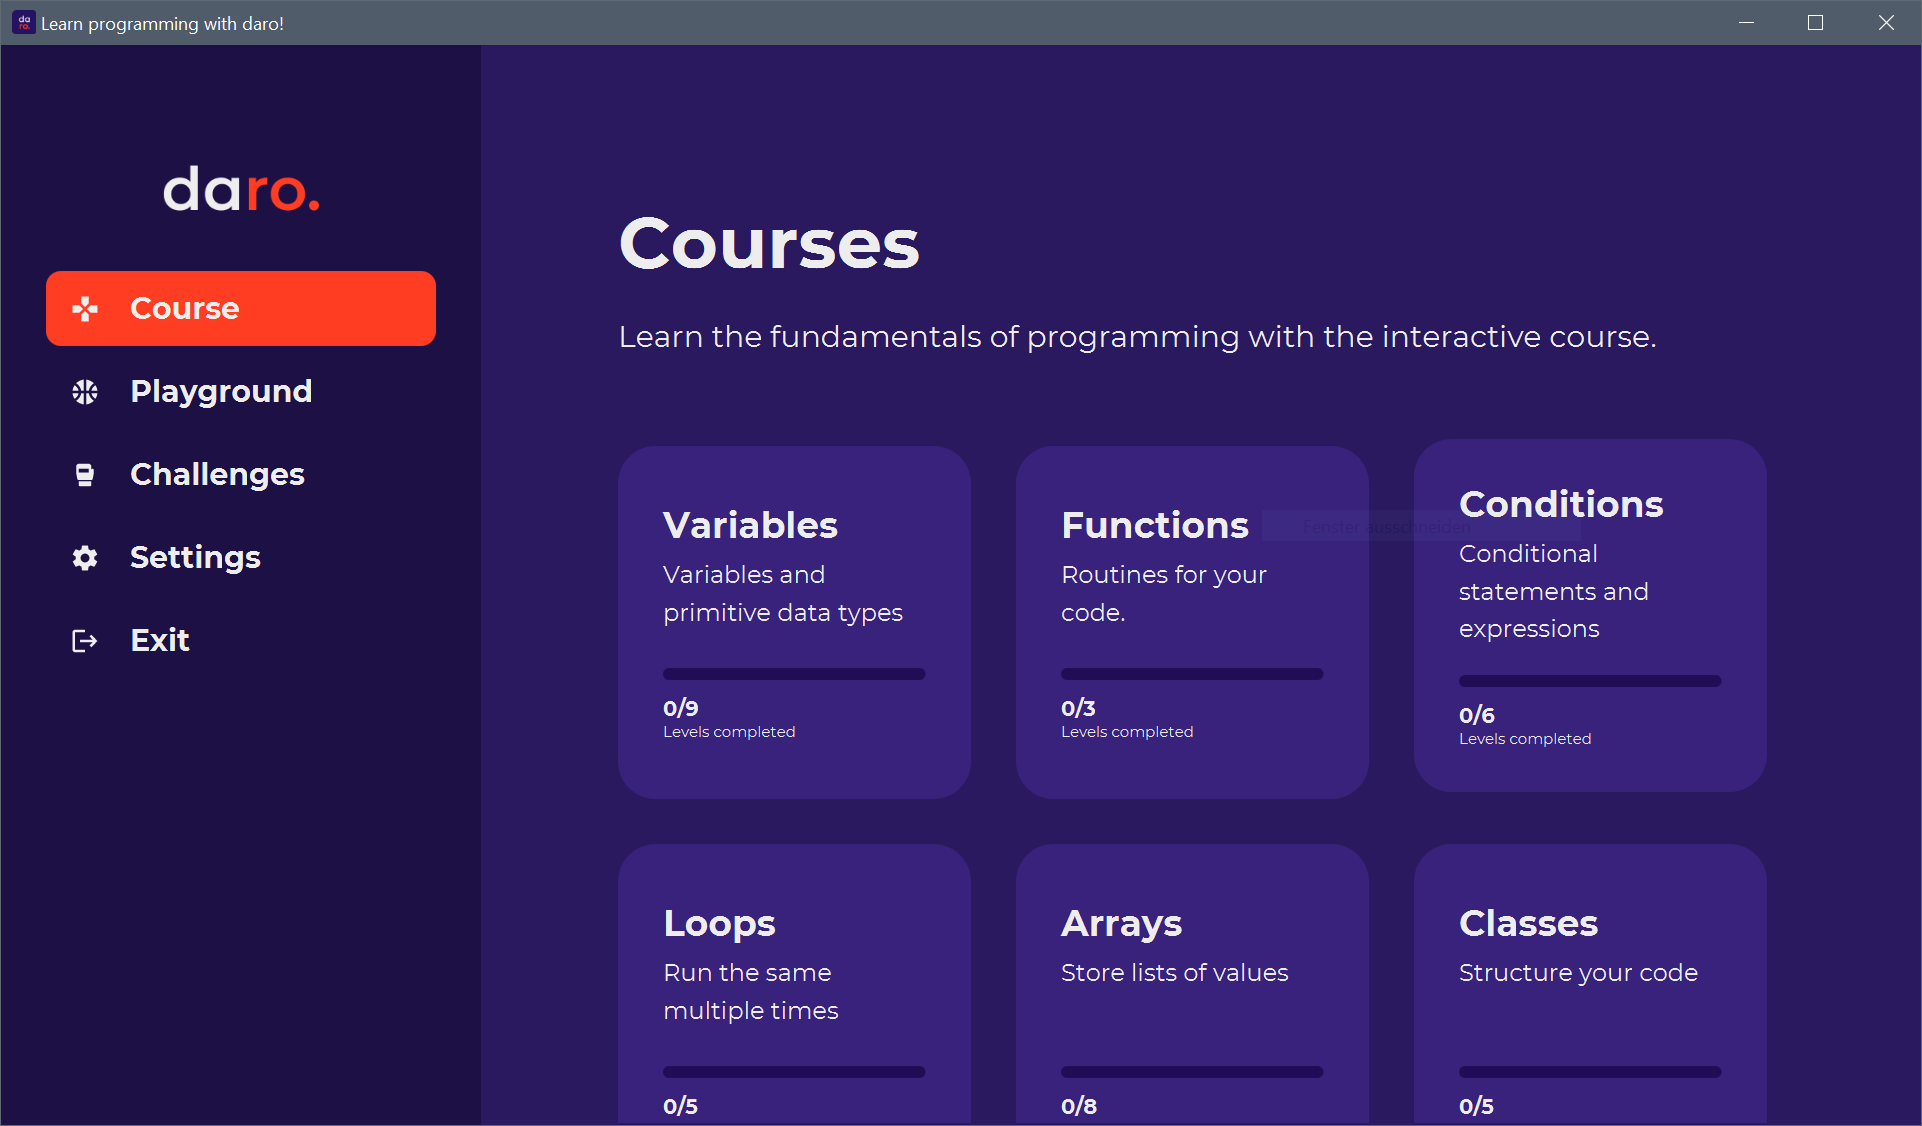 da
ro.
Learn programming with daro!
daro.
Course
Playground
Challenges
Settings
Exit
Courses
Learn the fundamentals of programming with the interactive course.
Variables
Variables and
primitive data types
0/9
Levels completed
Functions
Routines for your
code.
0/3
Levels completed
Fenster ausschneiden
Conditions
Conditional
statements and
expressions
0/6
Levels completed
Loops
Run the same
multiple times
0/5
Arrays
Store lists of values
0/8
Classes
Structure your code
0/5